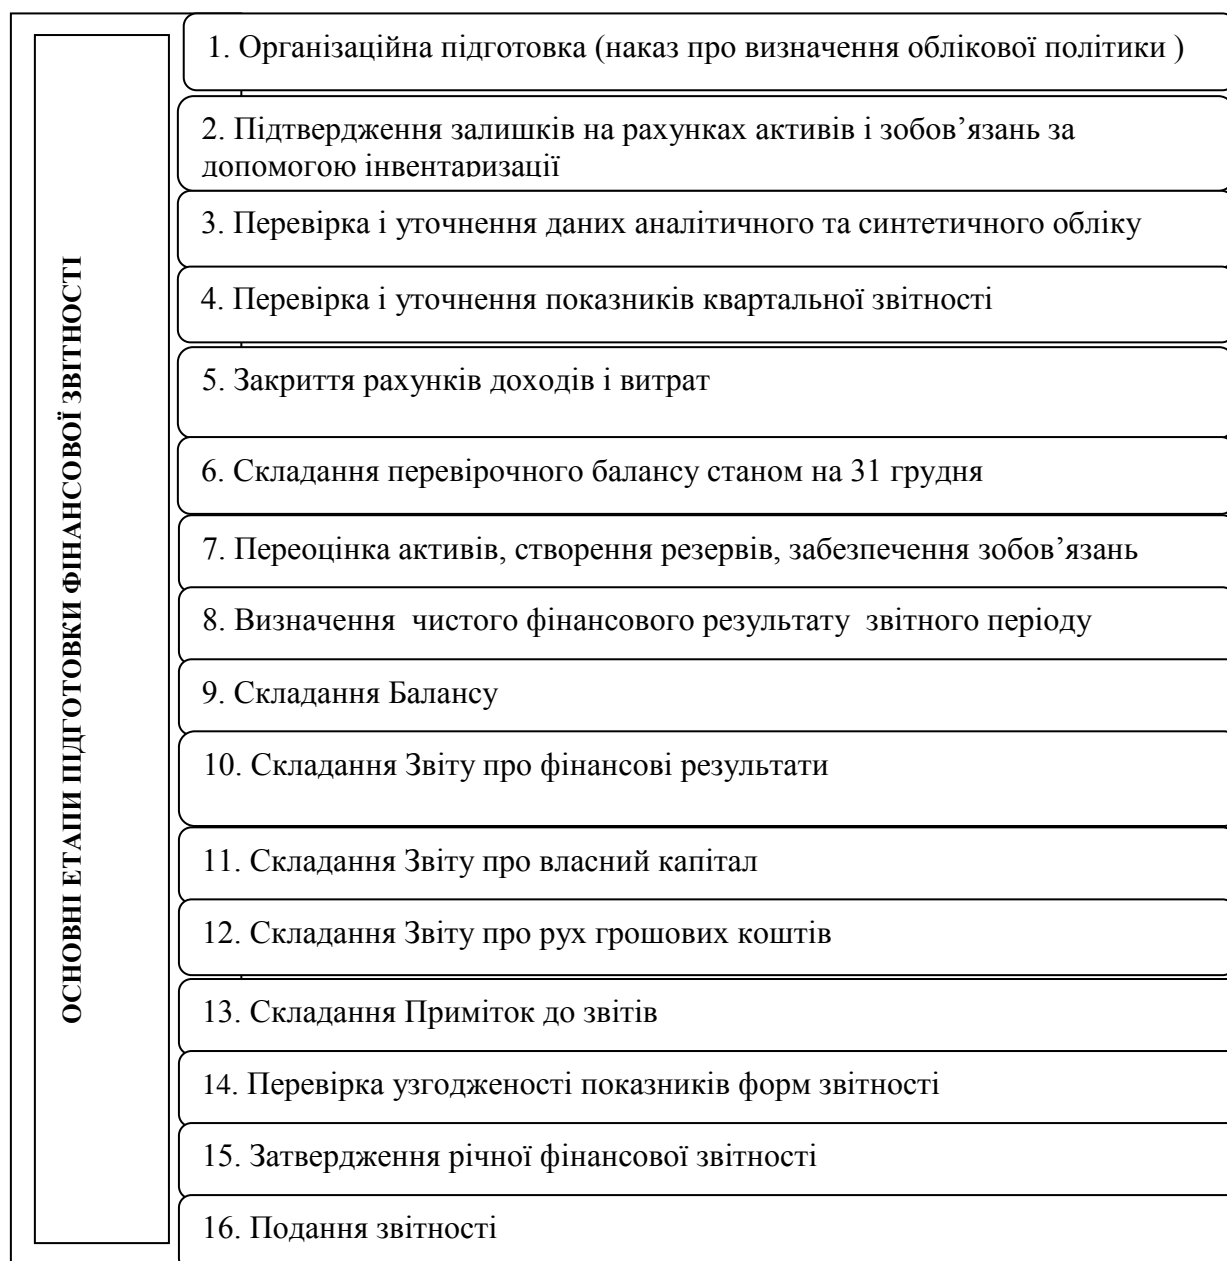 ОСНОВНІ ЕТАПИ ПІДГОТОВКИ ФІНАНСОВОЇ ЗВІТНОСТІ
1. Організаційна підготовка (наказ про визначення облікової політики )
2. Підтвердження залишків на рахунках активів і зобов’язань за
допомогою інвентаризації
3. Перевірка і уточнення даних аналітичного та синтетичного обліку
4. Перевірка і уточнення показників квартальної звітності
5. Закриття рахунків доходів і витрат
6. Складання перевірочного балансу станом на 31 грудня
7. Переоцінка активів, створення резервів, забезпечення зобов’язань
8. Визначення чистого фінансового результату звітного періоду
9. Складання Балансу
10. Складання Звіту про фінансові результати
11. Складання Звіту про власний капітал
12. Складання Звіту про рух грошових коштів
13. Складання Приміток до звітів
14. Перевірка узгодженості показників форм звітності
15. Затвердження річної фінансової звітності
16. Подання звітності